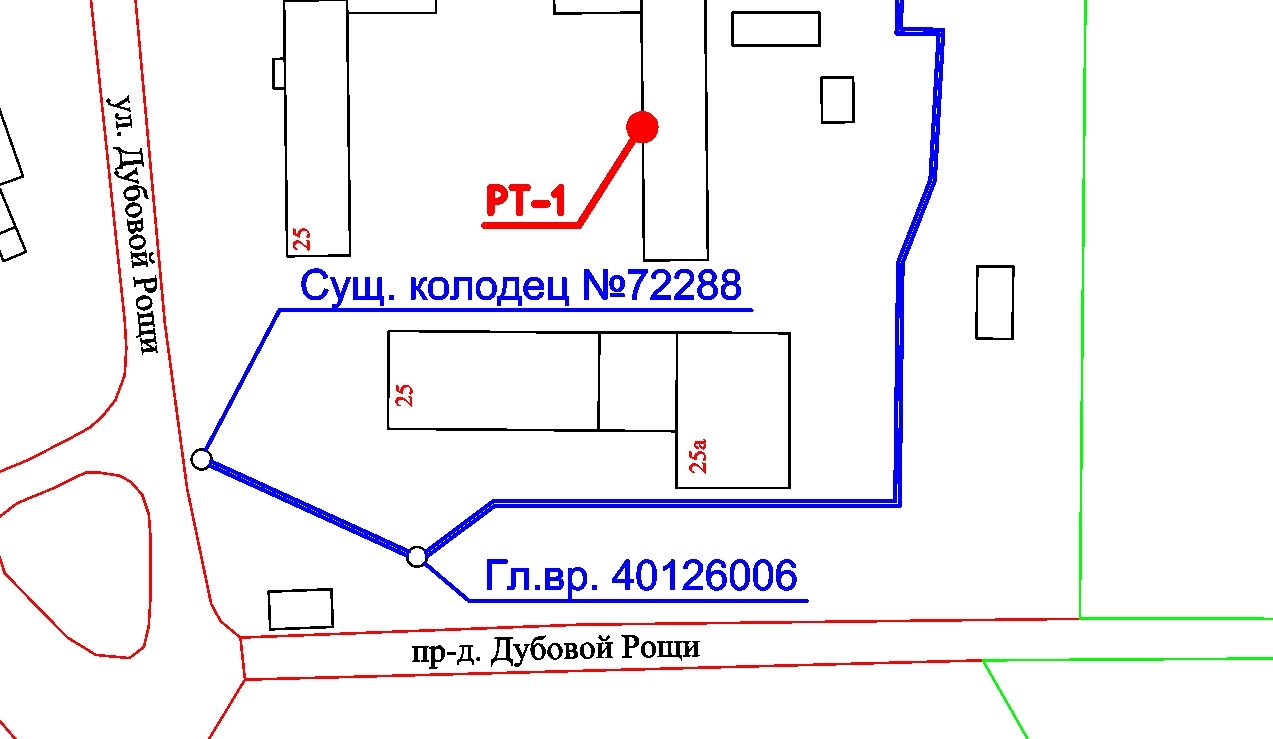 ул. Дубовой Рощи
РТ-1
25
Сущ. колодец №72288
25
25а
Гл.вр. 40126006
пр-д. Дубовой Рощи